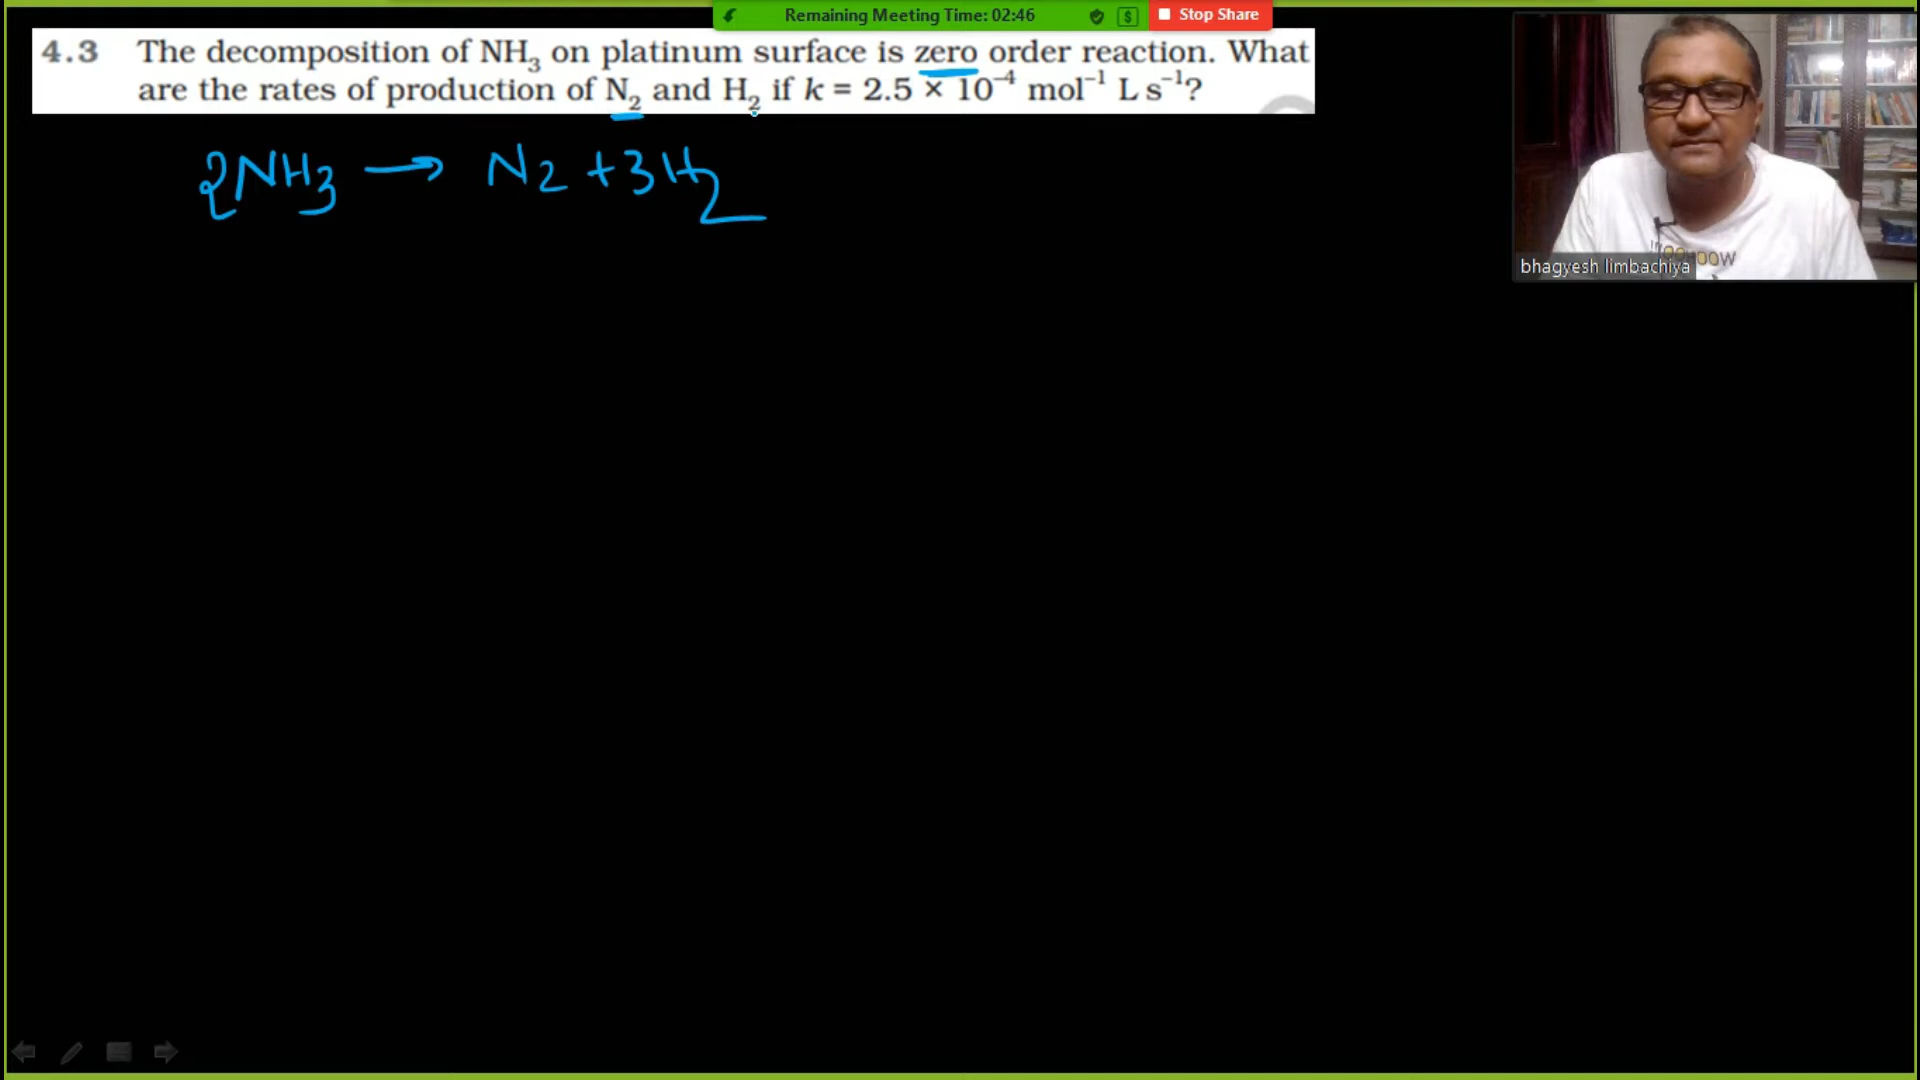 Remaining Meeting Time: 02:46 $ Stop Share
4.3 The decomposition of NH₃ on platinum surface is zero order reaction. What
are the rates of production of N₂ and H₂ if k = 2.5 × 10⁻⁴ mol⁻¹ L s⁻¹?
2NH₃ → N₂ + 3H₂
bhagyesh limbachiya